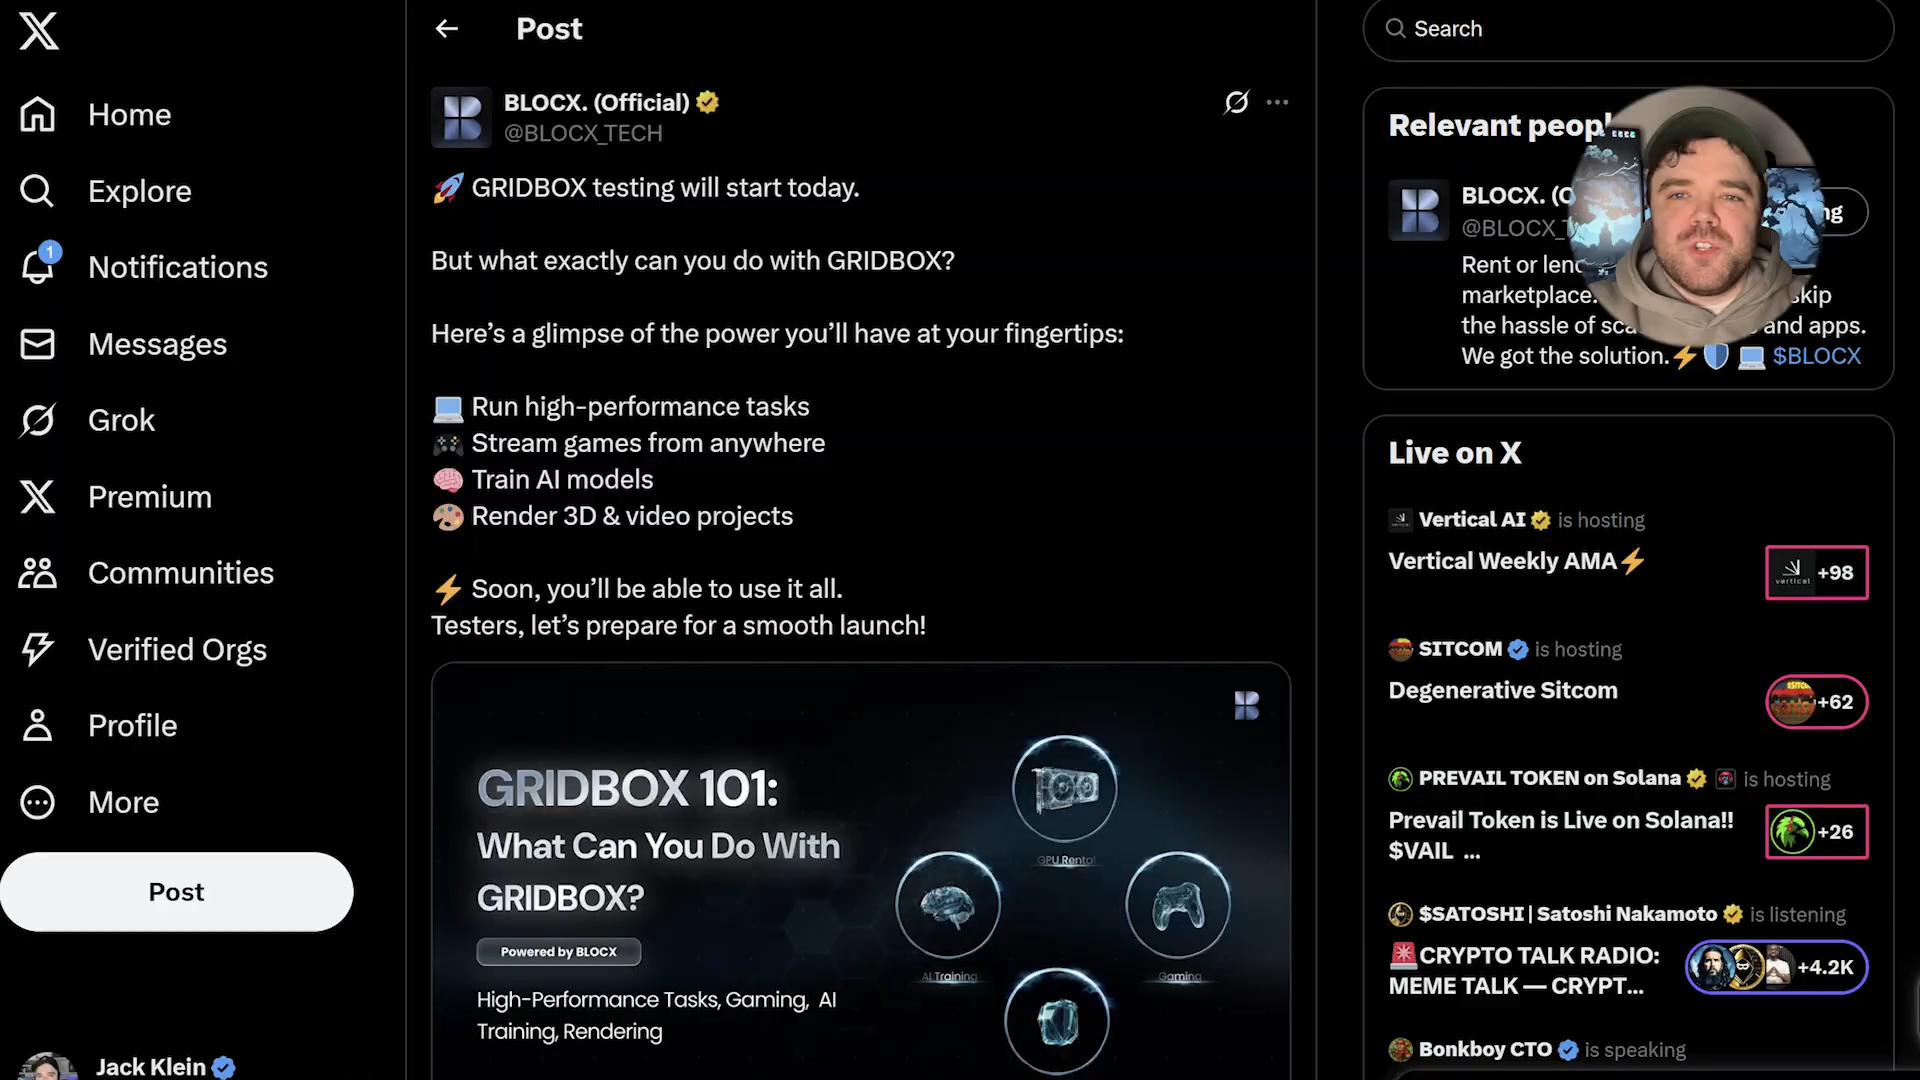 Home
Explore
1
Notifications
Messages
Grok
Premium
Communities
Verified Orgs
Profile
More
Post
Jack Klein
Post
BLOCX. (Official)
@BLOCX_TECH
🚀 GRIDBOX testing will start today.
But what exactly can you do with GRIDBOX?
Here's a glimpse of the power you'll have at your fingertips:
💻 Run high-performance tasks
🎮 Stream games from anywhere
🧠 Train AI models
🎨 Render 3D & video projects
⚡ Soon, you'll be able to use it all.
Testers, let's prepare for a smooth launch!
GRIDBOX 101:
What Can You Do With
GRIDBOX?
Powered by BLOCX
High-Performance Tasks, Gaming, AI
Training, Rendering
GPU Rental
AI Training
Gaming
Search
Relevant peopl
BLOCX. (O
@BLOCX_T
ng
Rent or lend
marketplace. skip
the hassle of sca and apps.
We got the solution.⚡🛡️ 💻 $BLOCX
Live on X
Vertical AI is hosting
Vertical Weekly AMA⚡
vertical
+98
SITCOM is hosting
Degenerative Sitcom
+62
PREVAIL TOKEN on Solana is hosting
Prevail Token is Live on Solana!!
$VAIL ...
+26
$SATOSHI | Satoshi Nakamoto is listening
🚨CRYPTO TALK RADIO:
MEME TALK — CRYPT...
+4.2K
Bonkboy CTO is speaking